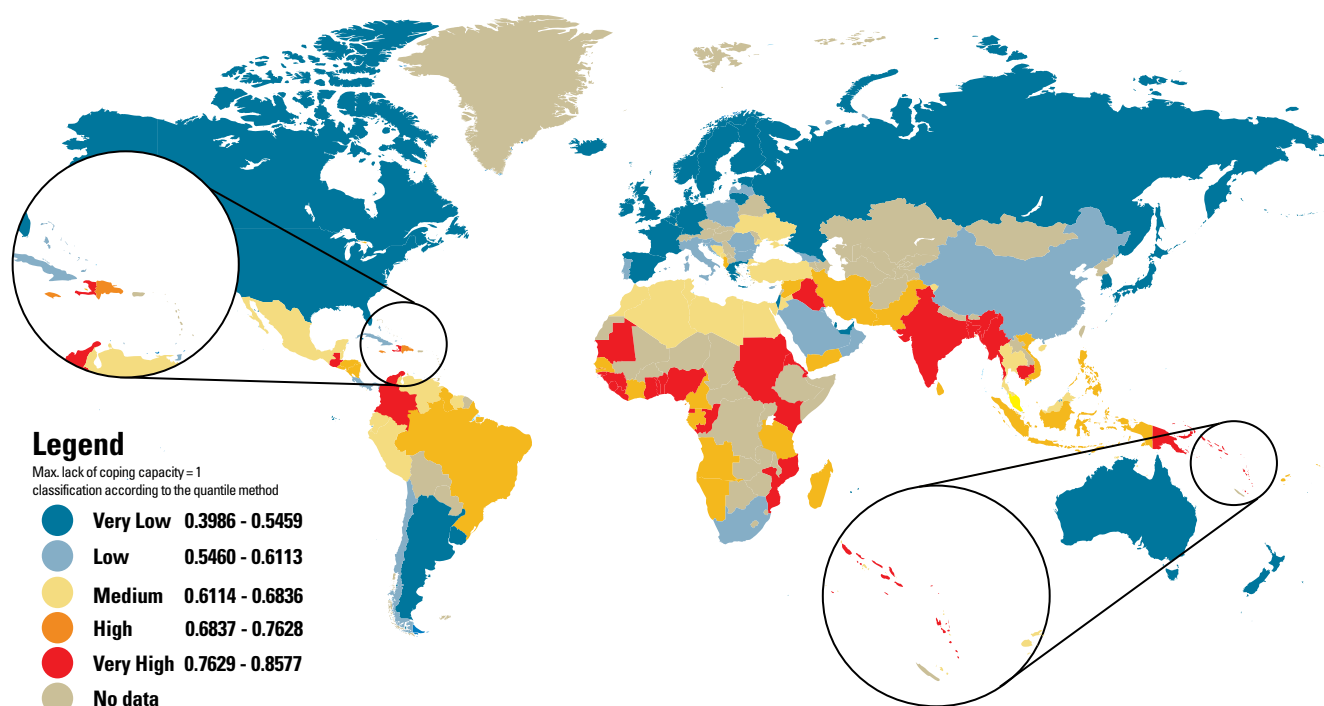 Legend
Max. lack of coping capacity = 1
classification according to the quantile method
Very Low 0.3986 - 0.5459
Low 0.5460 - 0.6113
Medium 0.6114 - 0.6836
High 0.6837 - 0.7628
Very High 0.7629 - 0.8577
No data